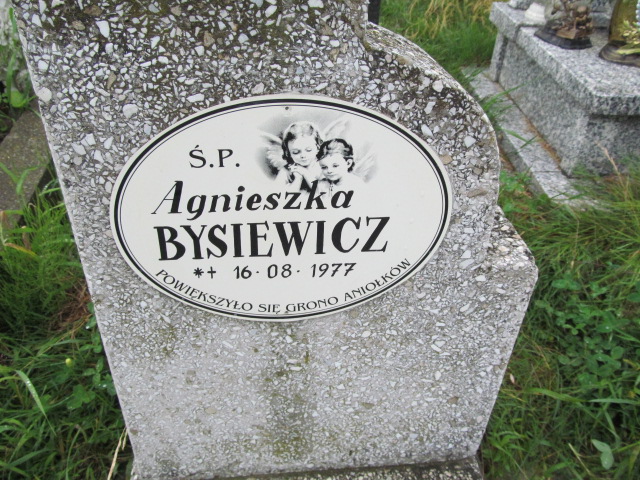 Ś.P.
Agnieszka
BYSIEWICZ
*+ 16·08·1977
POWIĘKSZYŁO SIĘ GRONO ANIOŁKÓW